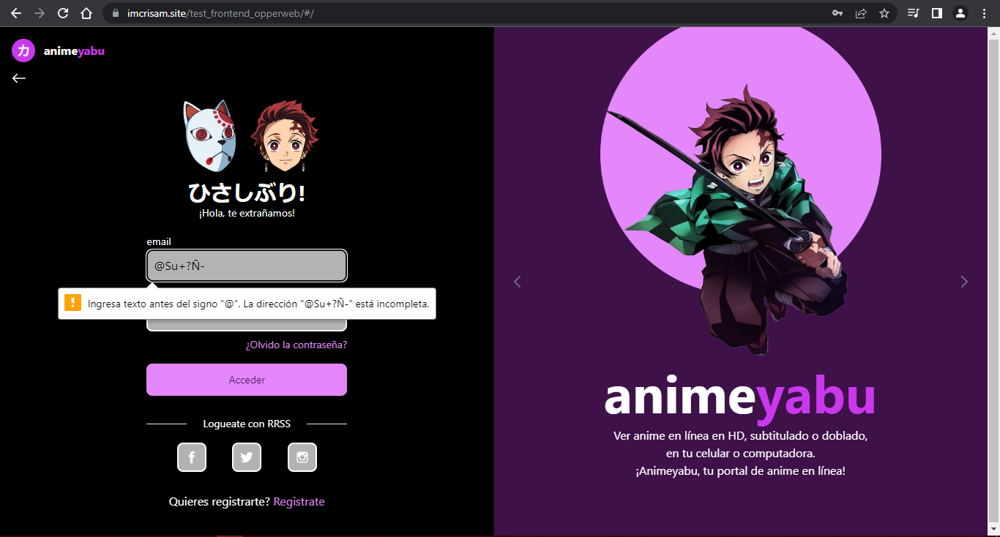 imcrisam.site/test_frontend_opperweb/#/
カ animeyabu
ひさしぶり!
¡Hola, te extrañamos!
email
@Su+?Ñ-
Ingresa texto antes del signo "@". La dirección "@Su+?Ñ-" está incompleta.
¿Olvido la contraseña?
Acceder
Logueate con RRSS
Quieres registrarte? Registrate
animeyabu
Ver anime en línea en HD, subtitulado o doblado,
en tu celular o computadora.
¡Animeyabu, tu portal de anime en línea!